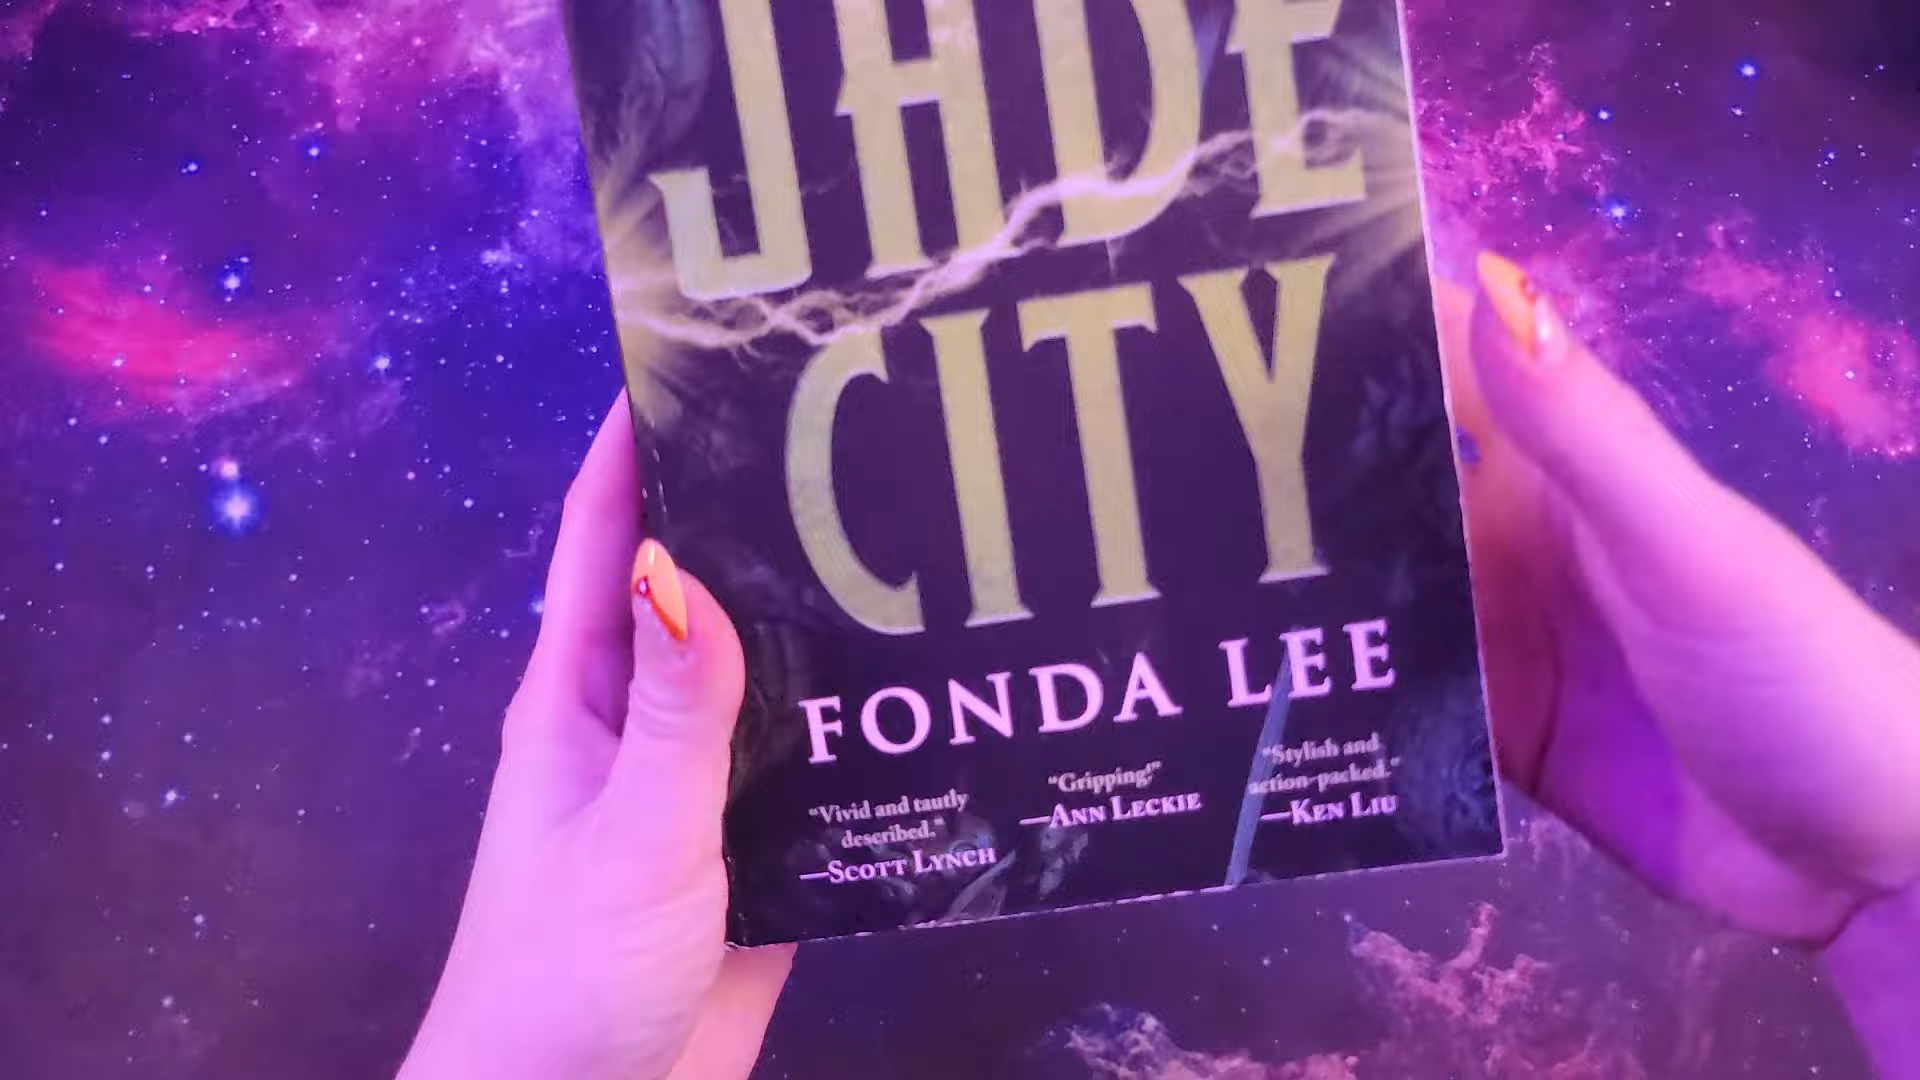 JADE
CITY
FONDA LEE
“Vivid and tautly
described.”
—SCOTT LYNCH
“Gripping!”
—ANN LECKIE
“Stylish and
action-packed.”
—KEN LIU